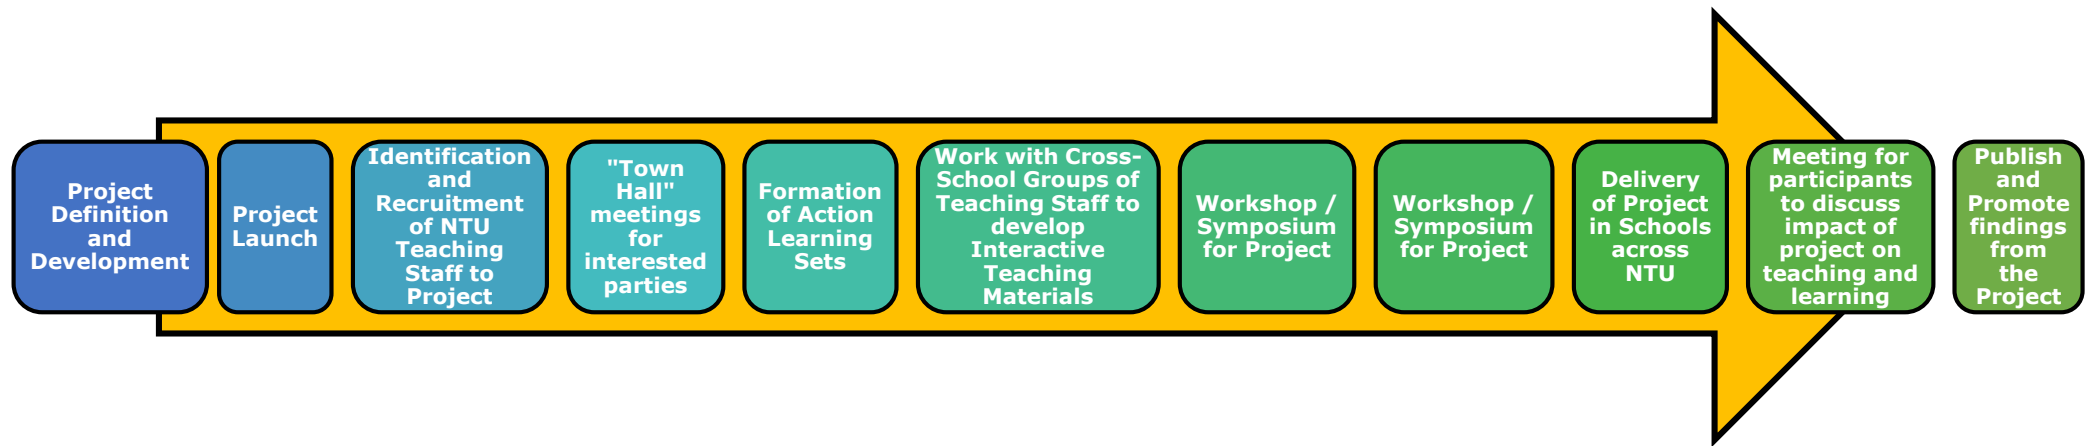 Project
Definition
and
Development
Project
Launch
Identification
and
Recruitment
of NTU
Teaching
Staff to
Project
"Town
Hall"
meetings
for
interested
parties
Formation
of Action
Learning
Sets
Work with Cross-
School Groups of
Teaching Staff to
develop
Interactive
Teaching
Materials
Workshop /
Symposium
for Project
Workshop /
Symposium
for Project
Delivery
of Project
in Schools
across
NTU
Meeting for
participants
to discuss
impact of
project on
teaching and
learning
Publish
and
Promote
findings
from
the
Project